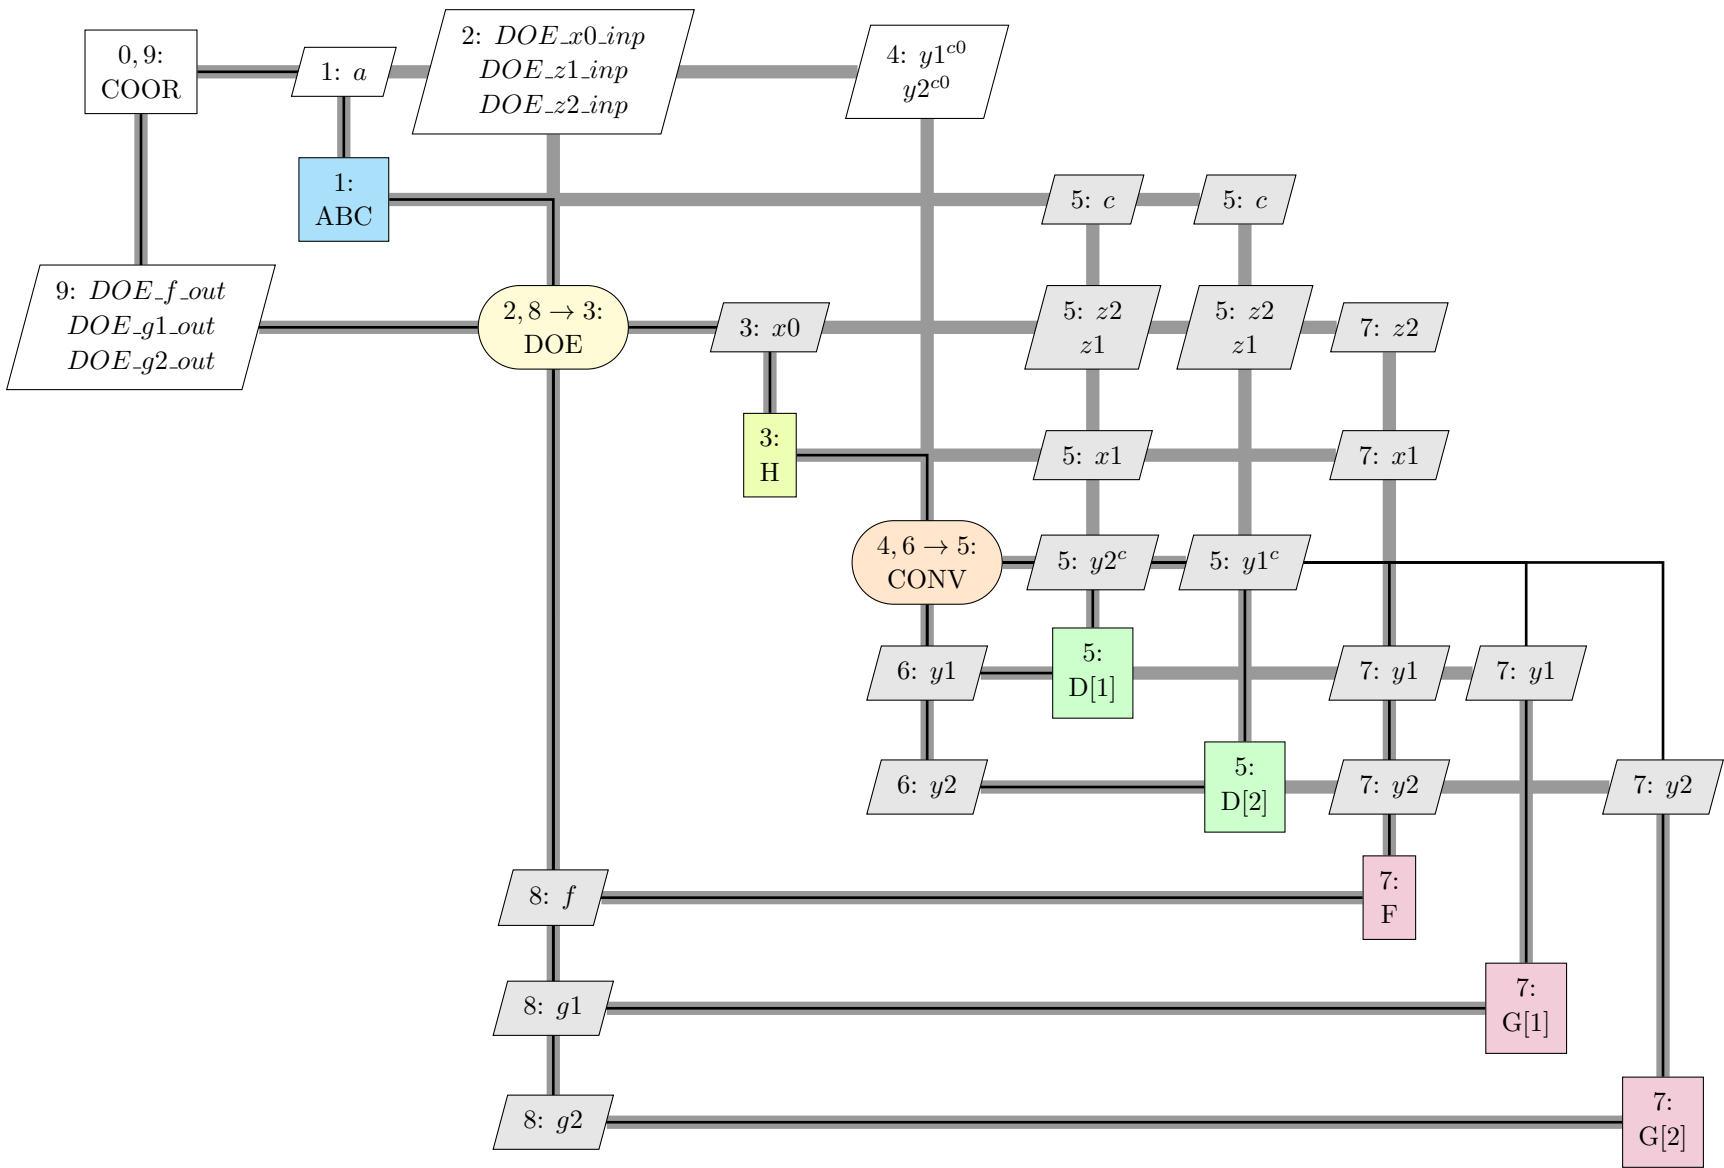 0, 9:
COOR
1: a
2: DOE_x0_inp
DOE_z1_inp
DOE_z2_inp
4: y1^{c0}
y2^{c0}
1:
ABC
5: c
5: c
9: DOE_f_out
DOE_g1_out
DOE_g2_out
2, 8 → 3:
DOE
3: x0
5: z2
z1
5: z2
z1
7: z2
3:
H
5: x1
7: x1
4, 6 → 5:
CONV
5: y2^c
5: y1^c
6: y1
5:
D[1]
7: y1
7: y1
6: y2
5:
D[2]
7: y2
7: y2
8: f
7:
F
8: g1
7:
G[1]
8: g2
7:
G[2]